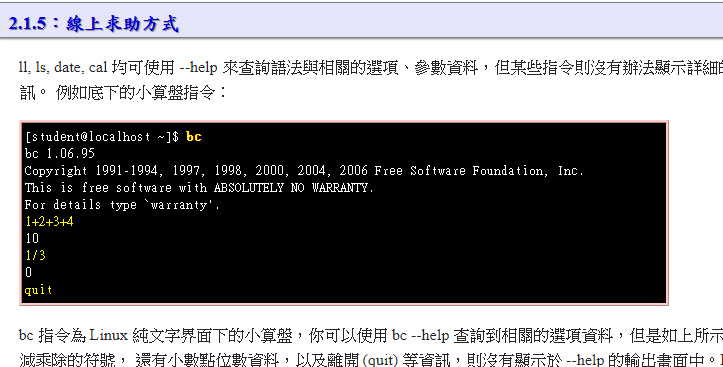 2.1.5：線上求助方式
ll, ls, date, cal 均可使用 --help 來查詢語法與相關的選項、參數資料，但某些指令則沒有辦法顯示詳細的
訊。 例如底下的小算盤指令：
[student@localhost ~]$ bc
bc 1.06.95
Copyright 1991-1994, 1997, 1998, 2000, 2004, 2006 Free Software Foundation, Inc.
This is free software with ABSOLUTELY NO WARRANTY.
For details type `warranty'.
1+2+3+4
10
1/3
0
quit
bc 指令為 Linux 純文字界面下的小算盤，你可以使用 bc --help 查詢到相關的選項資料，但是如上所示
減乘除的符號， 還有小數點位數資料，以及離開 (quit) 等資訊，則沒有顯示於 --help 的輸出畫面中。